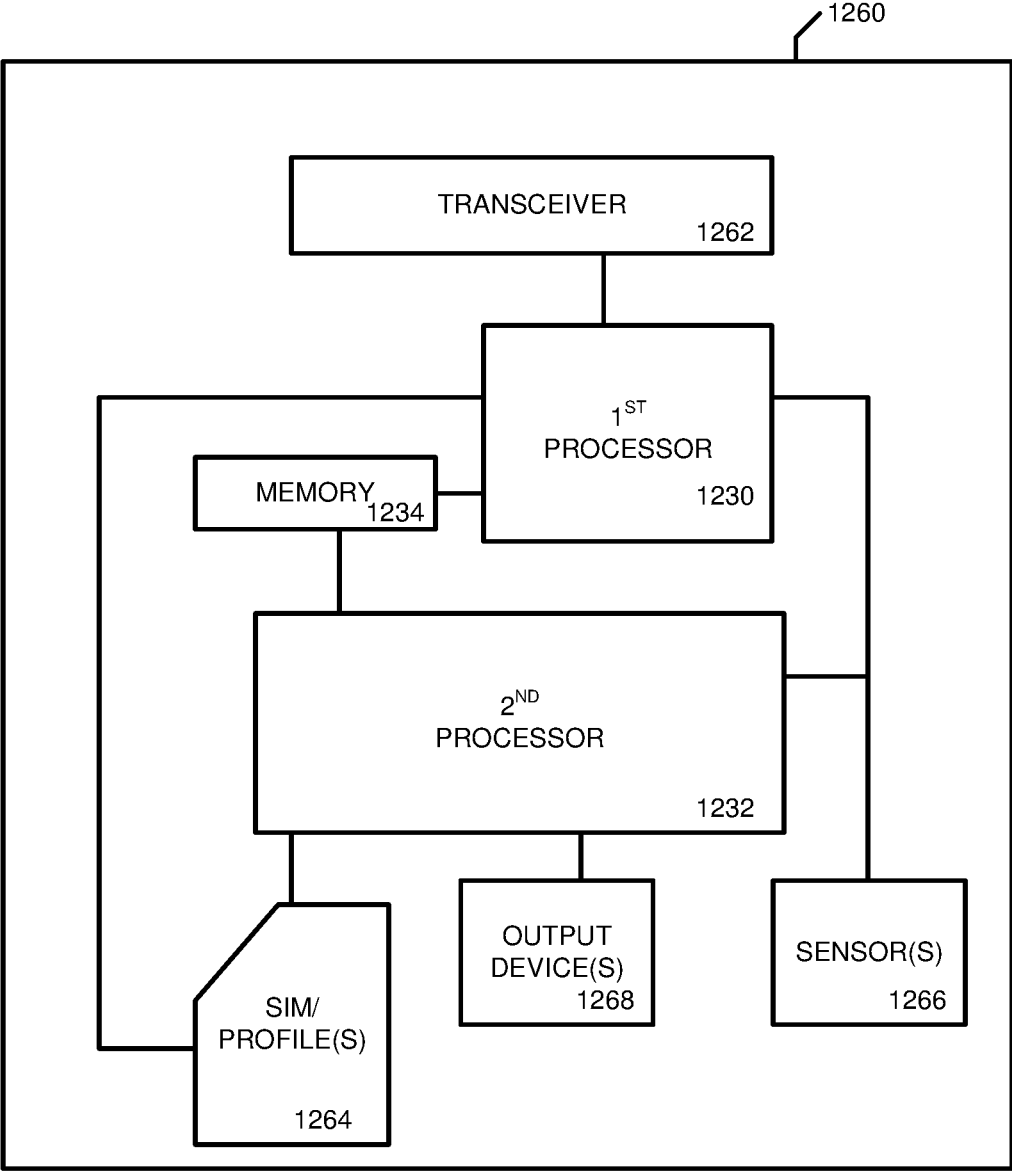 1260
TRANSCEIVER
1262
1ST
PROCESSOR
1230
MEMORY
1234
2ND
PROCESSOR
1232
OUTPUT
DEVICE(S)
1268
SENSOR(S)
1266
SIM/
PROFILE(S)
1264